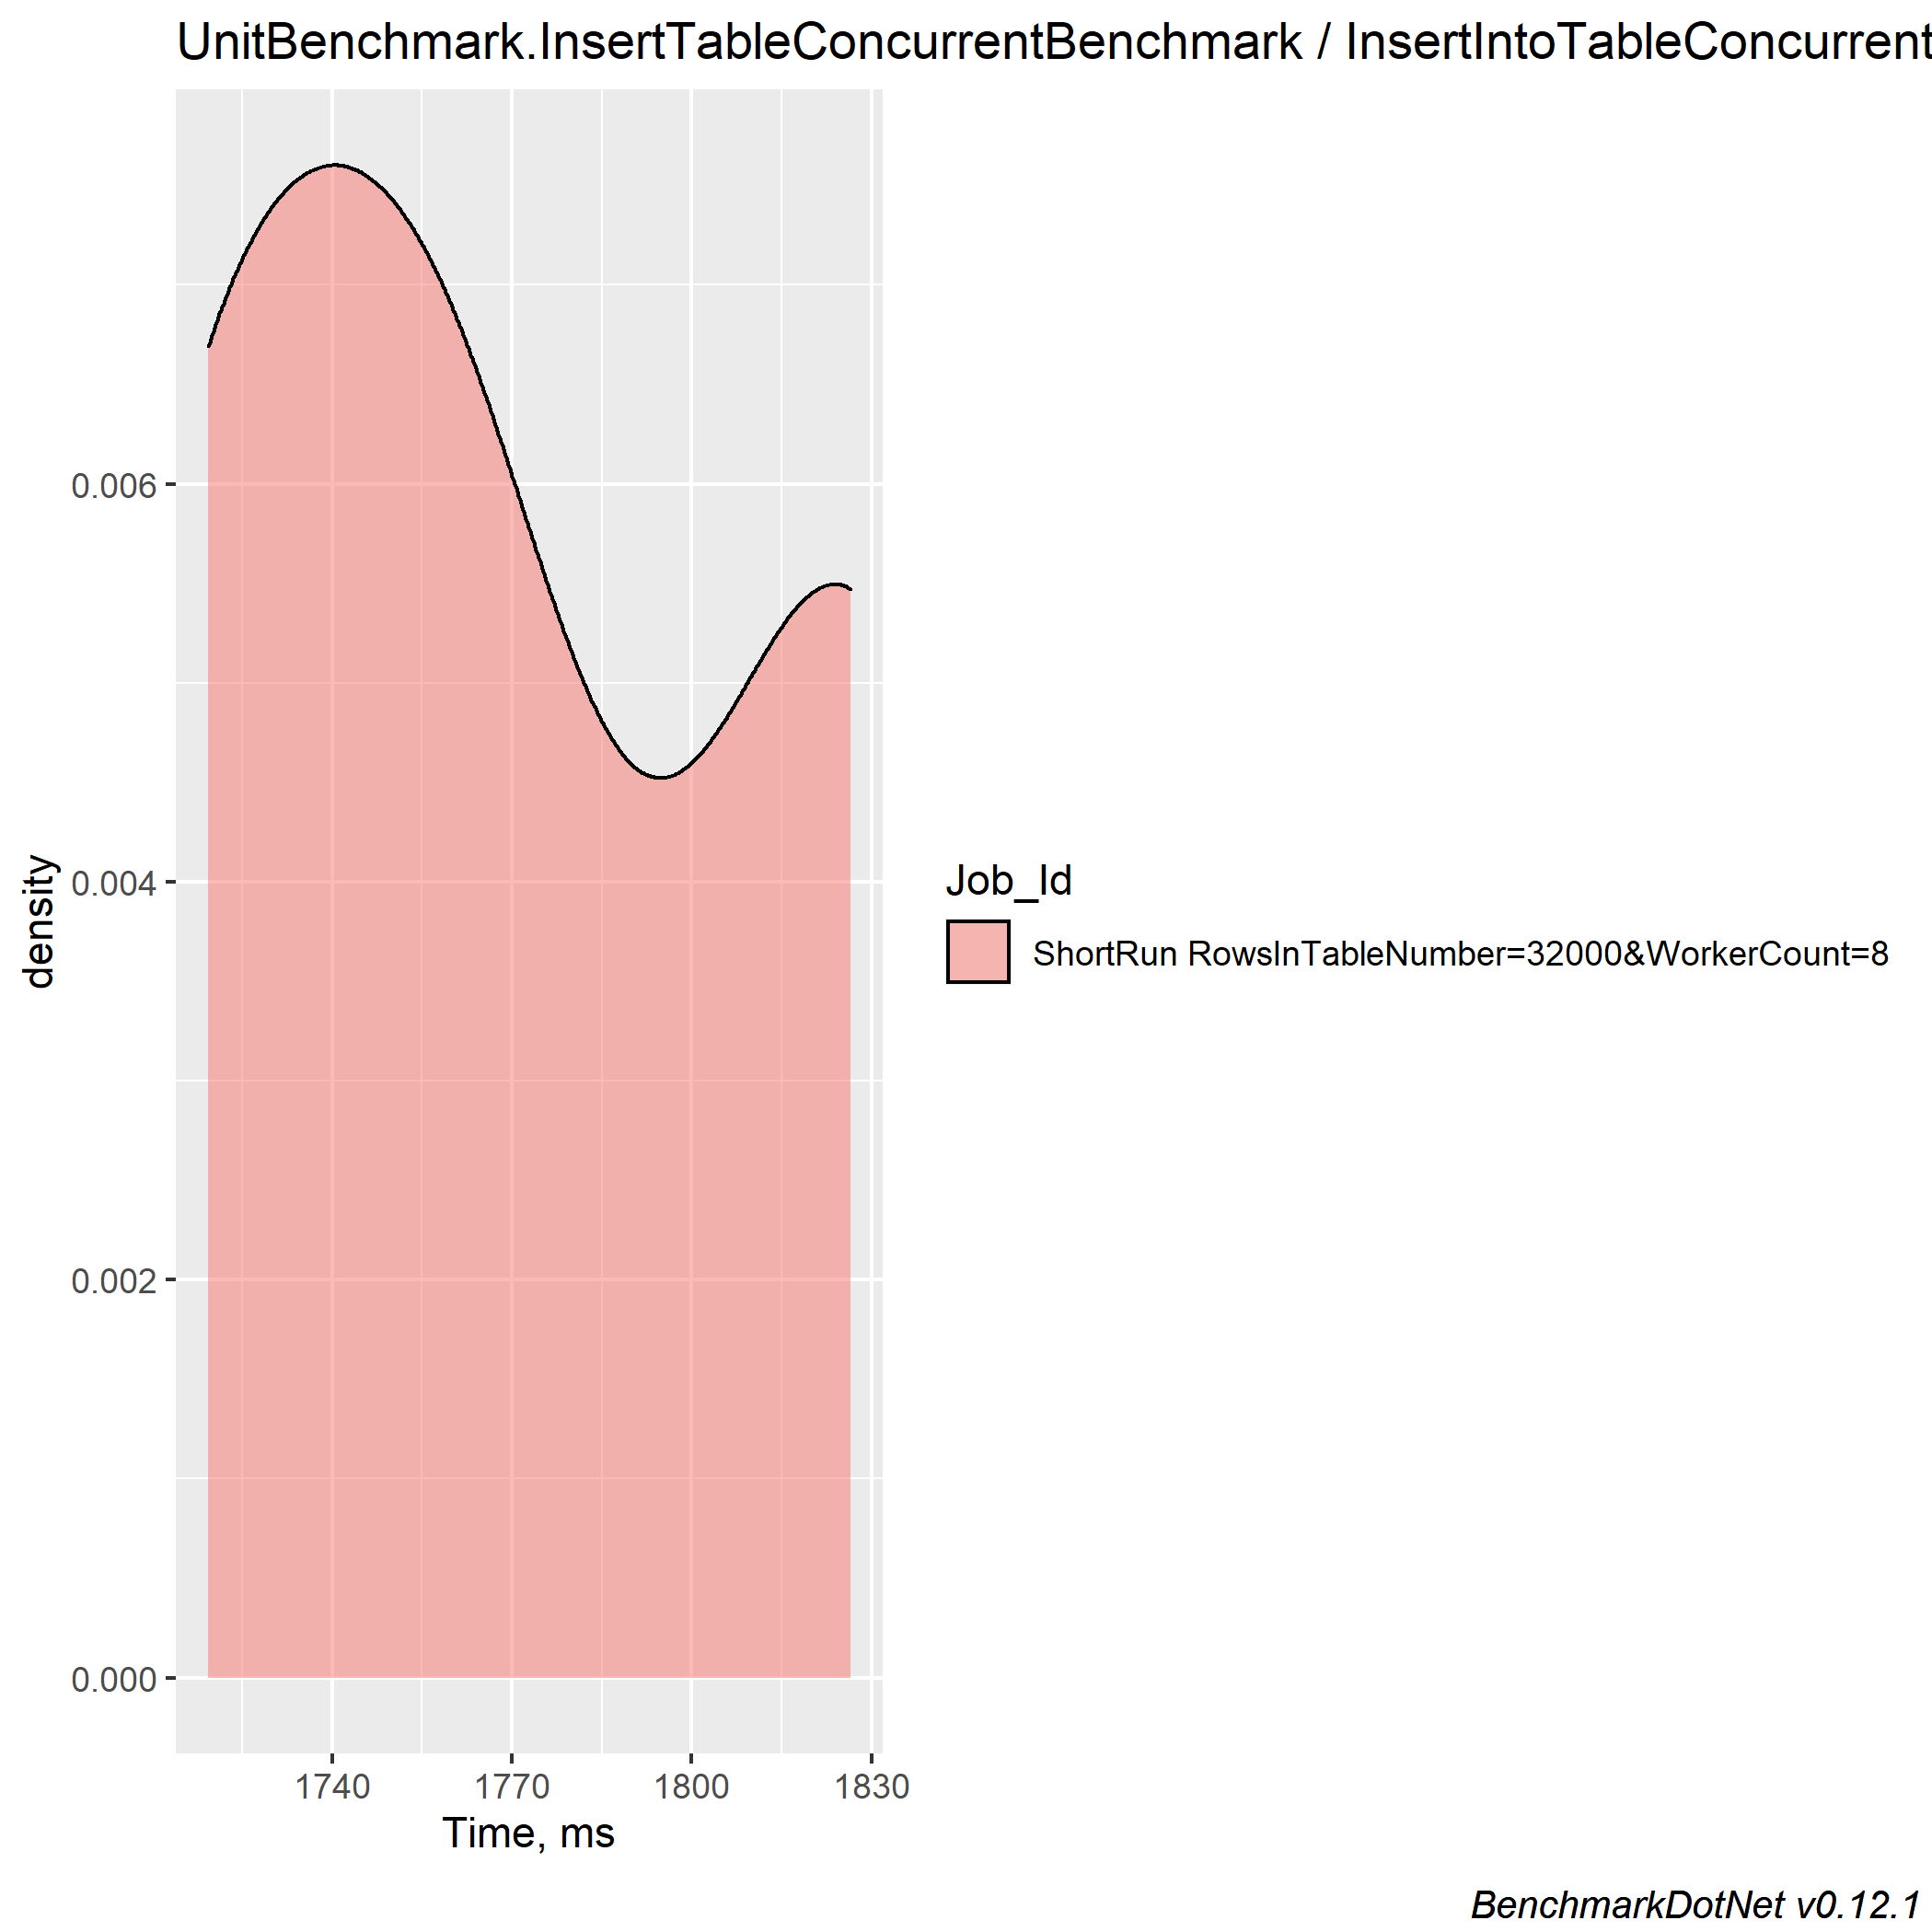 UnitBenchmark.InsertTableConcurrentBenchmark / InsertIntoTableConcurrent
0.006
0.004
0.002
0.000
density
1740 1770 1800 1830
Time, ms
Job_Id
ShortRun RowsInTableNumber=32000&WorkerCount=8
BenchmarkDotNet v0.12.1